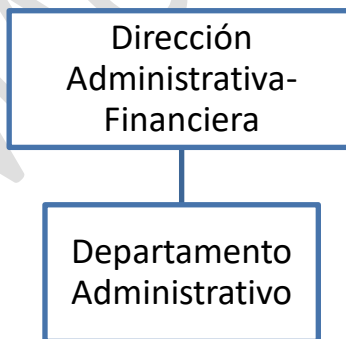 Dirección
Administrativa-
Financiera
Departamento
Administrativo